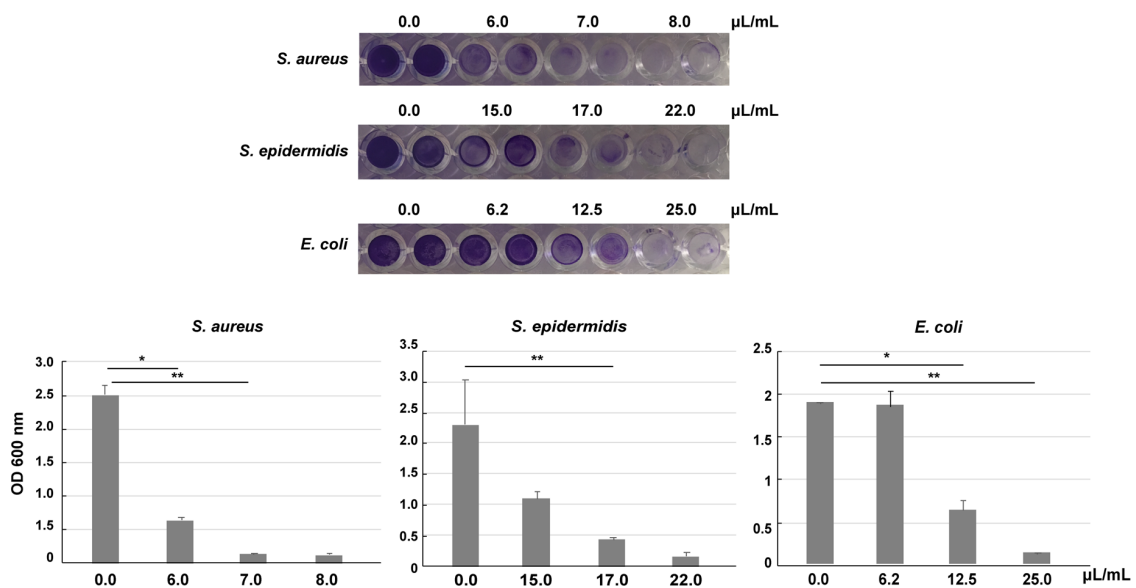 0.0 6.0 7.0 8.0 µL/mL
S. aureus
0.0 15.0 17.0 22.0 µL/mL
S. epidermidis
0.0 6.2 12.5 25.0 µL/mL
E. coli
S. aureus
OD 600 nm
3.0
2.5
2.0
1.5
1.0
1.5
0
*
**
0.0 6.0 7.0 8.0
S. epidermidis
3.5
3.0
2.5
2.0
1.5
1.0
0.5
0
**
0.0 15.0 17.0 22.0
E. coli
2.5
2
1.5
1
0.5
0
*
**
0.0 6.2 12.5 25.0 µL/mL